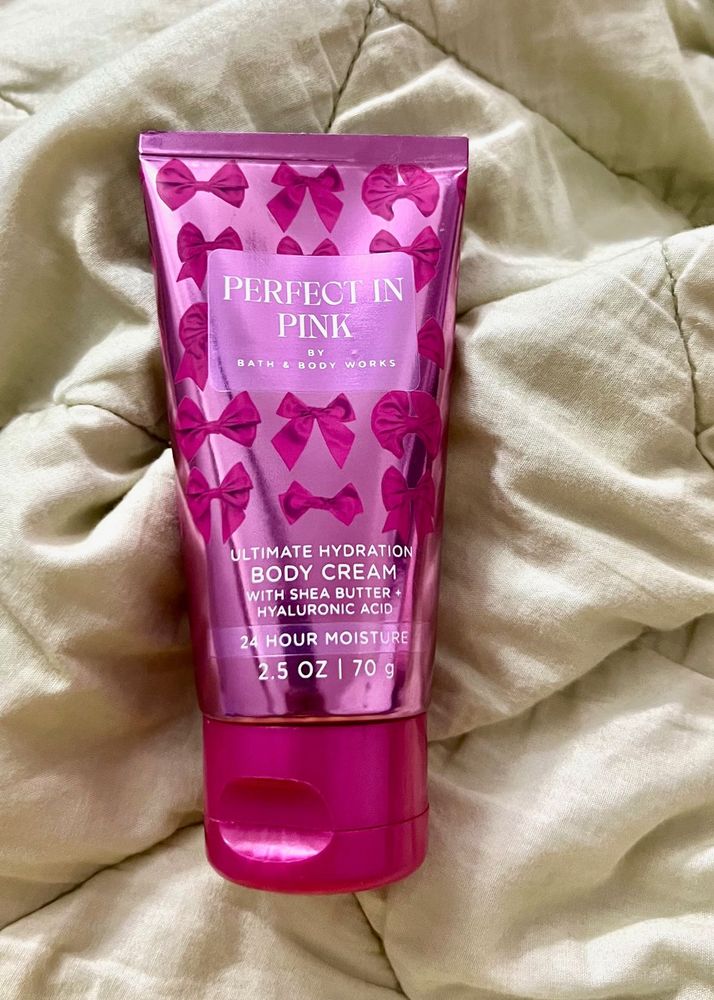 PERFECT IN
PINK
BY
BATH & BODY WORKS
ULTIMATE HYDRATION
BODY CREAM
WITH SHEA BUTTER +
HYALURONIC ACID
24 HOUR MOISTURE
2.5 OZ | 70 g